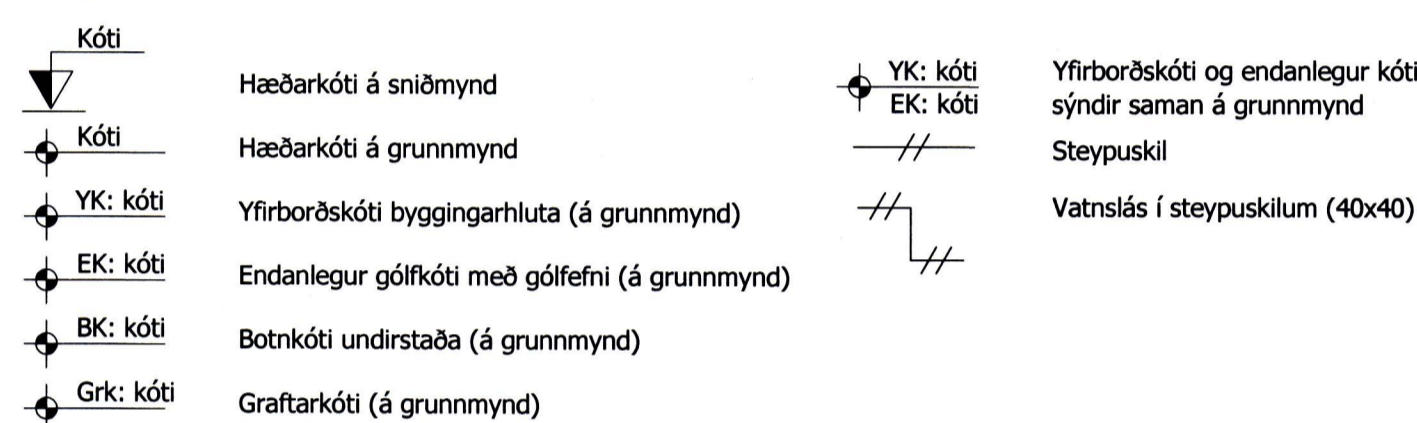 Kóti
Hæðarkóti á sniðmynd
Kóti
Hæðarkóti á grunnmynd
YK: kóti
Yfirborðskóti byggingarhluta (á grunnmynd)
EK: kóti
Endanlegur gólfkóti með gólfefni (á grunnmynd)
BK: kóti
Botnkóti undirstaða (á grunnmynd)
Grk: kóti
Graftarkóti (á grunnmynd)
YK: kóti
EK: kóti
Yfirborðskóti og endanlegur kóti
sýndir saman á grunnmynd
Steypuskil
Vatnslás í steypuskilum (40x40)